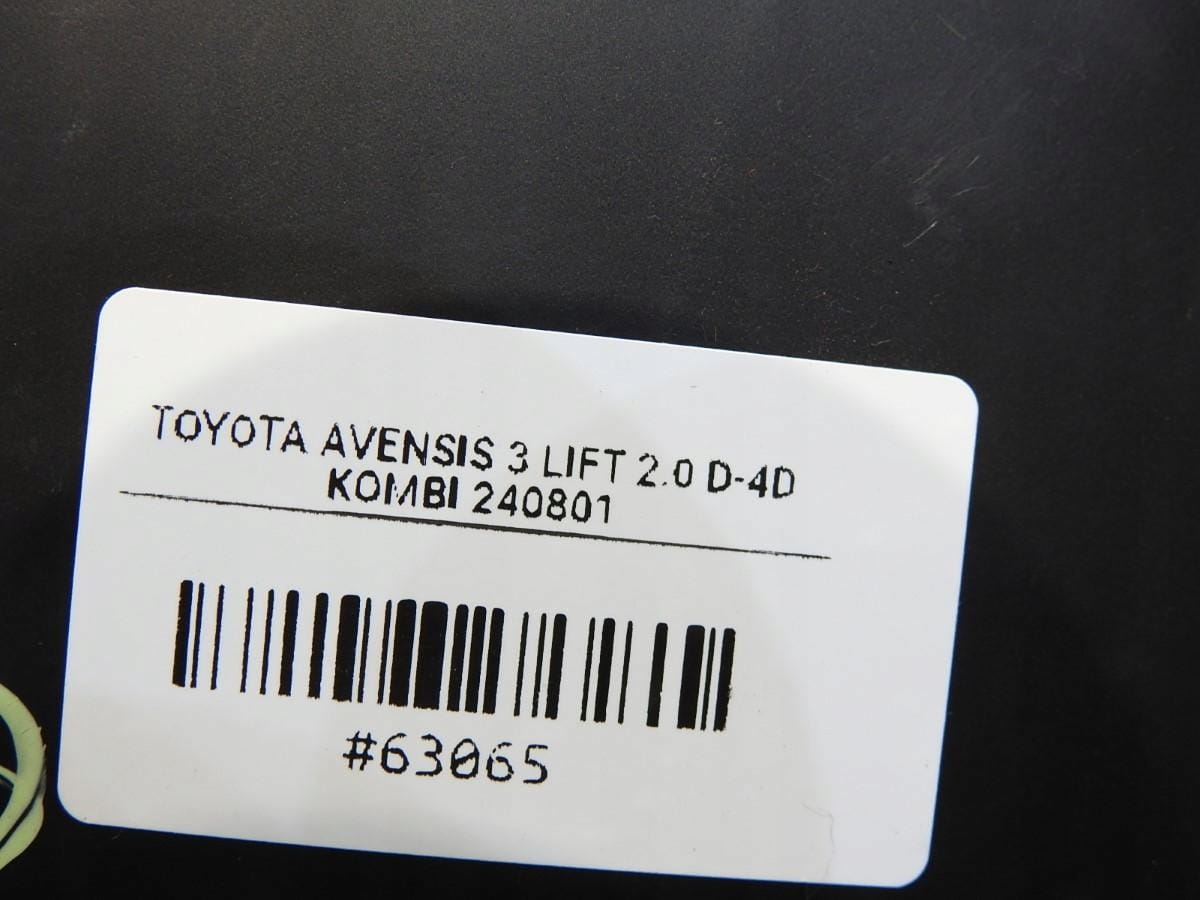 TOYOTA AVENSIS 3 LIFT 2.0 D-4D
KOMBI 240801
#63065